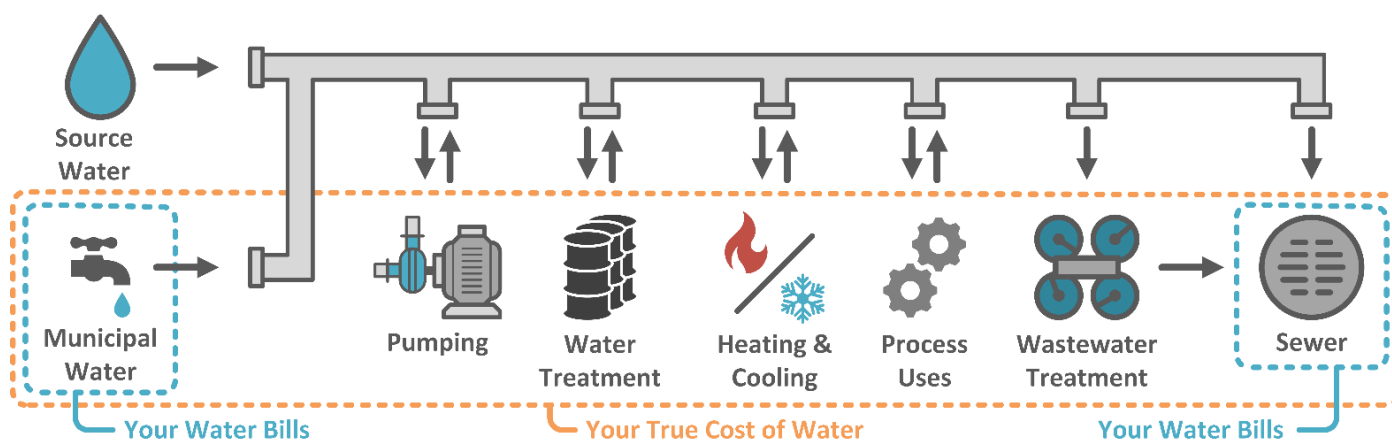 Source
Water
Municipal
Water
Pumping
Water
Treatment
Heating &
Cooling
Process
Uses
Wastewater
Treatment
Sewer
Your Water Bills
Your True Cost of Water
Your Water Bills